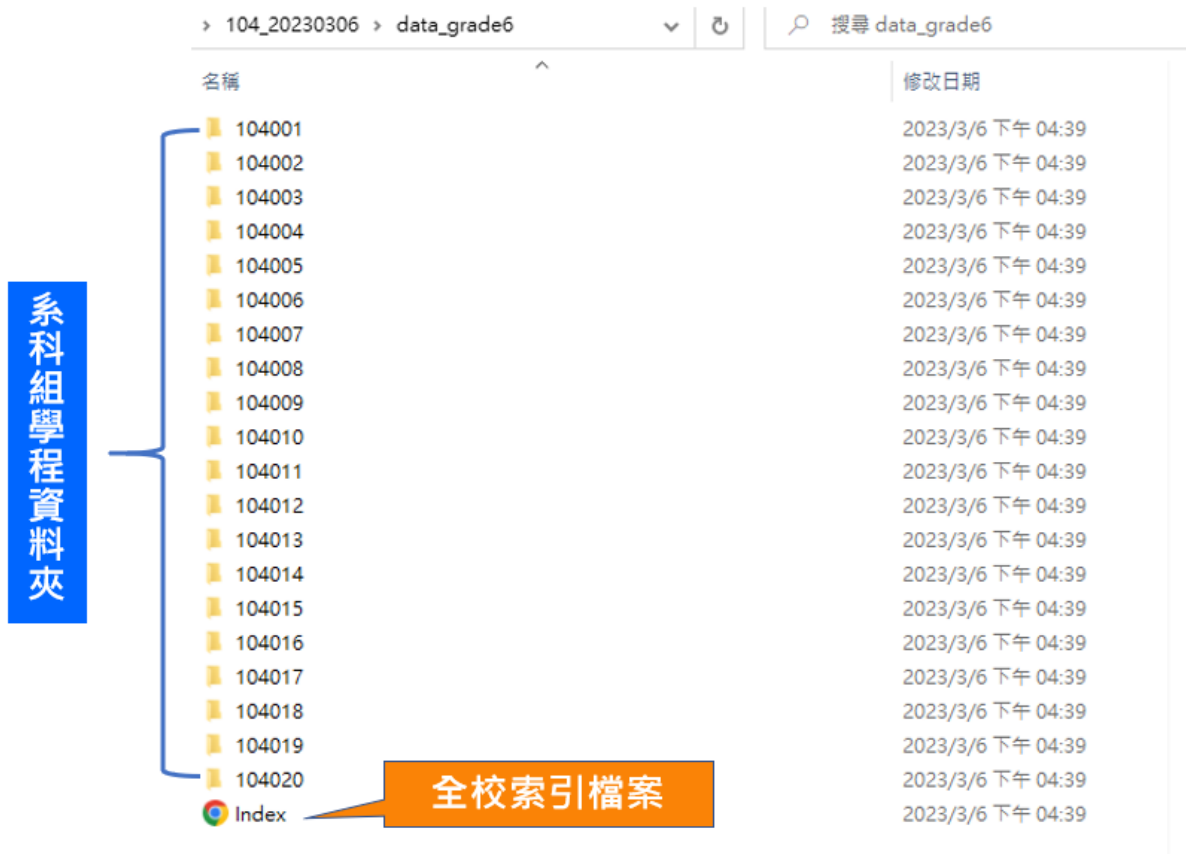 104_20230306 > data_grade6
搜尋 data_grade6
名稱 修改日期
104001 2023/3/6 下午 04:39
104002 2023/3/6 下午 04:39
104003 2023/3/6 下午 04:39
104004 2023/3/6 下午 04:39
104005 2023/3/6 下午 04:39
104006 2023/3/6 下午 04:39
104007 2023/3/6 下午 04:39
104008 2023/3/6 下午 04:39
104009 2023/3/6 下午 04:39
104010 2023/3/6 下午 04:39
104011 2023/3/6 下午 04:39
104012 2023/3/6 下午 04:39
104013 2023/3/6 下午 04:39
104014 2023/3/6 下午 04:39
104015 2023/3/6 下午 04:39
104016 2023/3/6 下午 04:39
104017 2023/3/6 下午 04:39
104018 2023/3/6 下午 04:39
104019 2023/3/6 下午 04:39
104020 2023/3/6 下午 04:39
Index 2023/3/6 下午 04:39
系科組學程資料夾
全校索引檔案